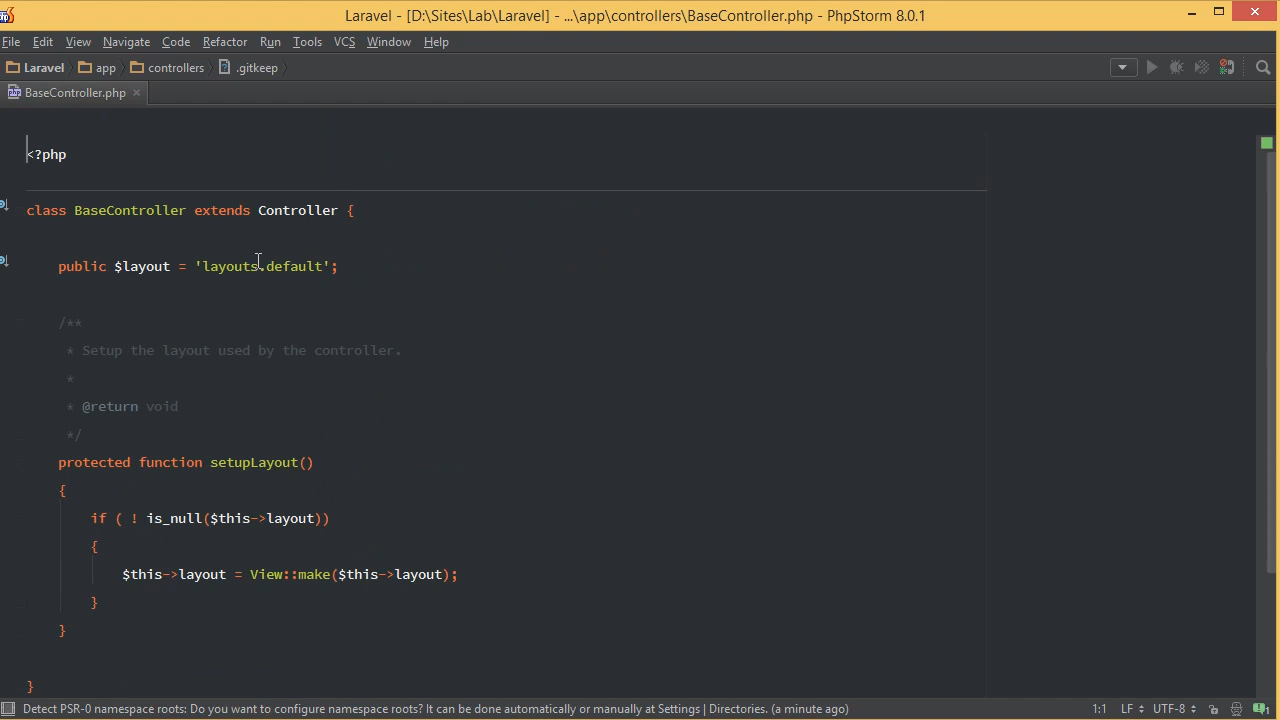 Laravel - [D:\Sites\Lab\Laravel] - ...\app\controllers\BaseController.php - PhpStorm 8.0.1
File Edit View Navigate Code Refactor Run Tools VCS Window Help
Laravel app controllers .gitkeep
BaseController.php
<?php
class BaseController extends Controller {
public $layout = 'layouts.default';
/**
* Setup the layout used by the controller.
*
* @return void
*/
protected function setupLayout()
{
if ( ! is_null($this->layout))
{
$this->layout = View::make($this->layout);
}
}
}
Detect PSR-0 namespace roots: Do you want to configure namespace roots? It can be done automatically or manually at Settings | Directories. (a minute ago) 1:1 LF UTF-8 1